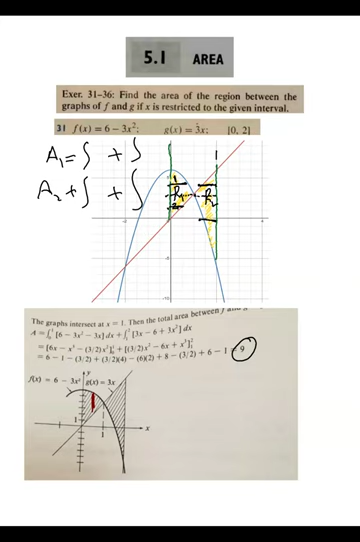 5.1 AREA
Exer. 31–36: Find the area of the region between the
graphs of f and g if x is restricted to the given interval.
31 f(x) = 6 − 3x²; g(x) = 3x; [0, 2]
A₁=∫ + ∫
A₂+∫ + ∫
R₁ R₂
The graphs intersect at x = 1. Then the total area between f and g is
A = ∫₀¹ [6 − 3x² − 3x] dx + ∫₁² [3x − 6 + 3x²] dx
= [6x − x³ − (3/2)x²]₀¹ + [(3/2)x² − 6x + x³]₁²
= 6 − 1 − (3/2) + (3/2)(4) − (6)(2) + 8 − (3/2) + 6 − 1 = 9
y
f(x) = 6 − 3x² g(x) = 3x
1
1
x